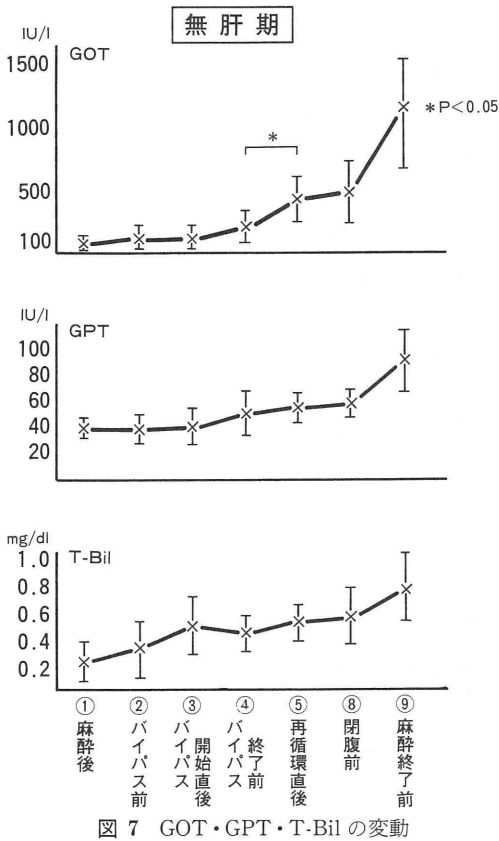 無肝期
IU/l
GOT
1500
1000
500
100
*
*P<0.05
IU/l
GPT
100
80
60
40
20
mg/dl
T-Bil
1.0
0.8
0.6
0.4
0.2
①麻酔後
②バイパス前
③バイパス開始直後
④バイパス終了前
⑤再循環直後
⑧閉腹前
⑨麻酔終了前
図 7 GOT・GPT・T-Bil の変動